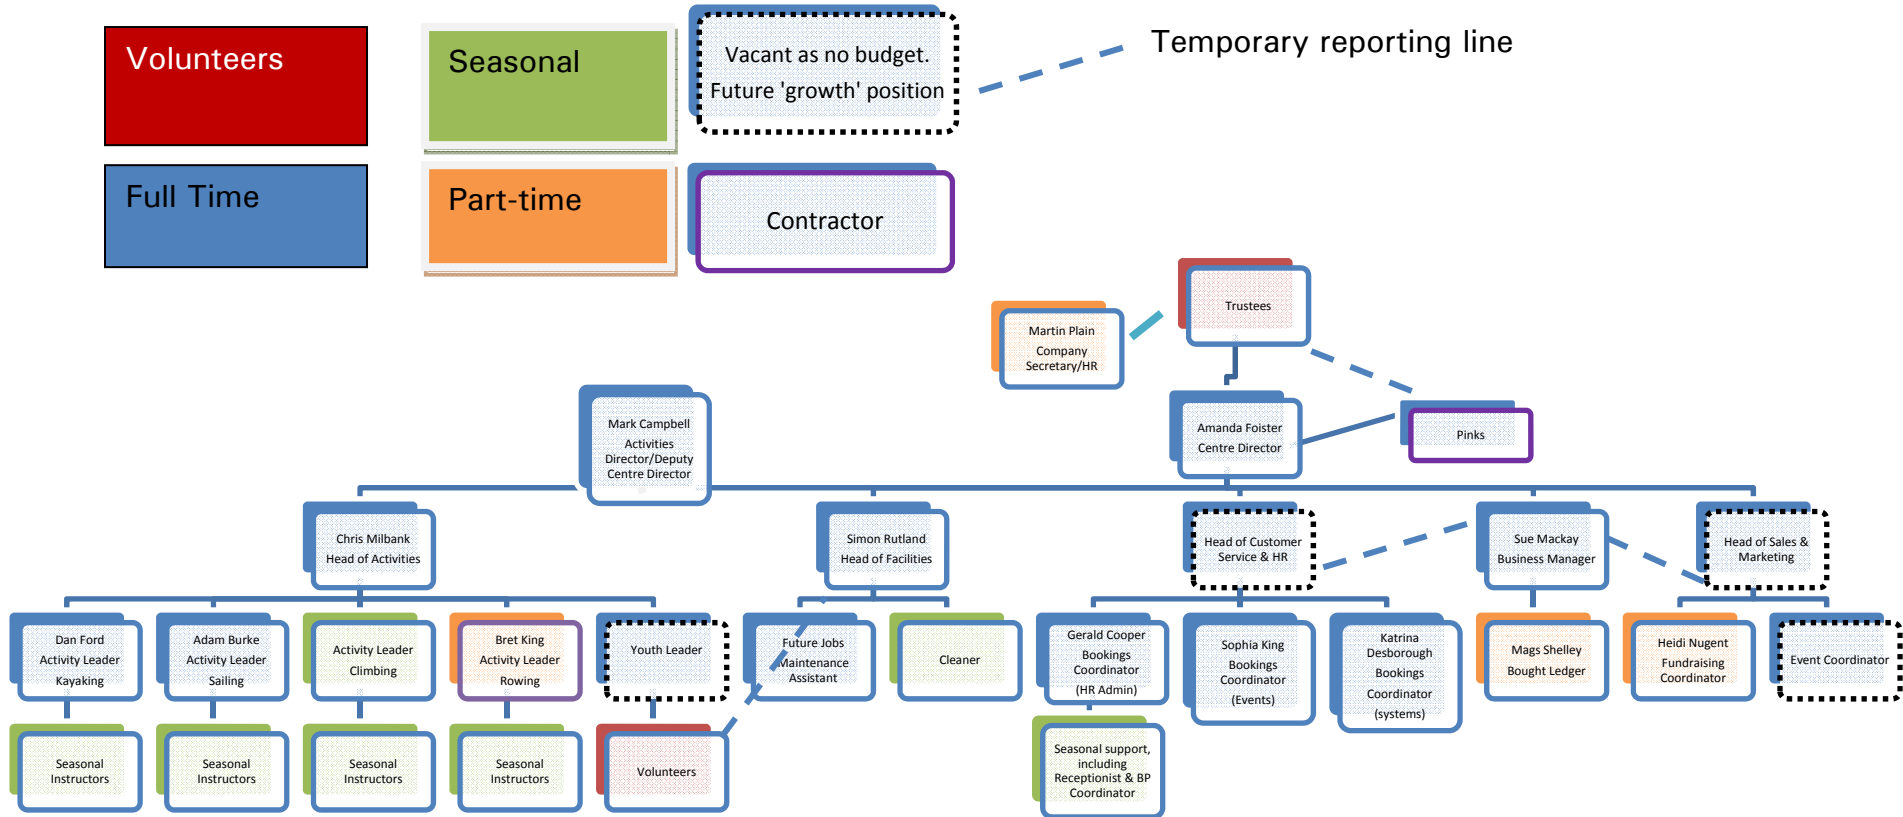 Volunteers
Seasonal
Vacant as no budget.
Future 'growth' position
Temporary reporting line
Full Time
Part-time
Contractor
Trustees
Martin Plain
Company
Secretary/HR
Mark Campbell
Activities
Director/Deputy
Centre Director
Amanda Foister
Centre Director
Pinks
Chris Milbank
Head of Activities
Simon Rutland
Head of Facilities
Head of Customer
Service & HR
Sue Mackay
Business Manager
Head of Sales &
Marketing
Dan Ford
Activity Leader
Kayaking
Adam Burke
Activity Leader
Sailing
Activity Leader
Climbing
Bret King
Activity Leader
Rowing
Youth Leader
Future Jobs
Maintenance
Assistant
Cleaner
Gerald Cooper
Bookings
Coordinator
(HR Admin)
Sophia King
Bookings
Coordinator
(Events)
Katrina
Desborough
Bookings
Coordinator
(systems)
Mags Shelley
Bought Ledger
Heidi Nugent
Fundraising
Coordinator
Event Coordinator
Seasonal
Instructors
Seasonal
Instructors
Seasonal
Instructors
Seasonal
Instructors
Volunteers
Seasonal support,
including
Receptionist & BP
Coordinator